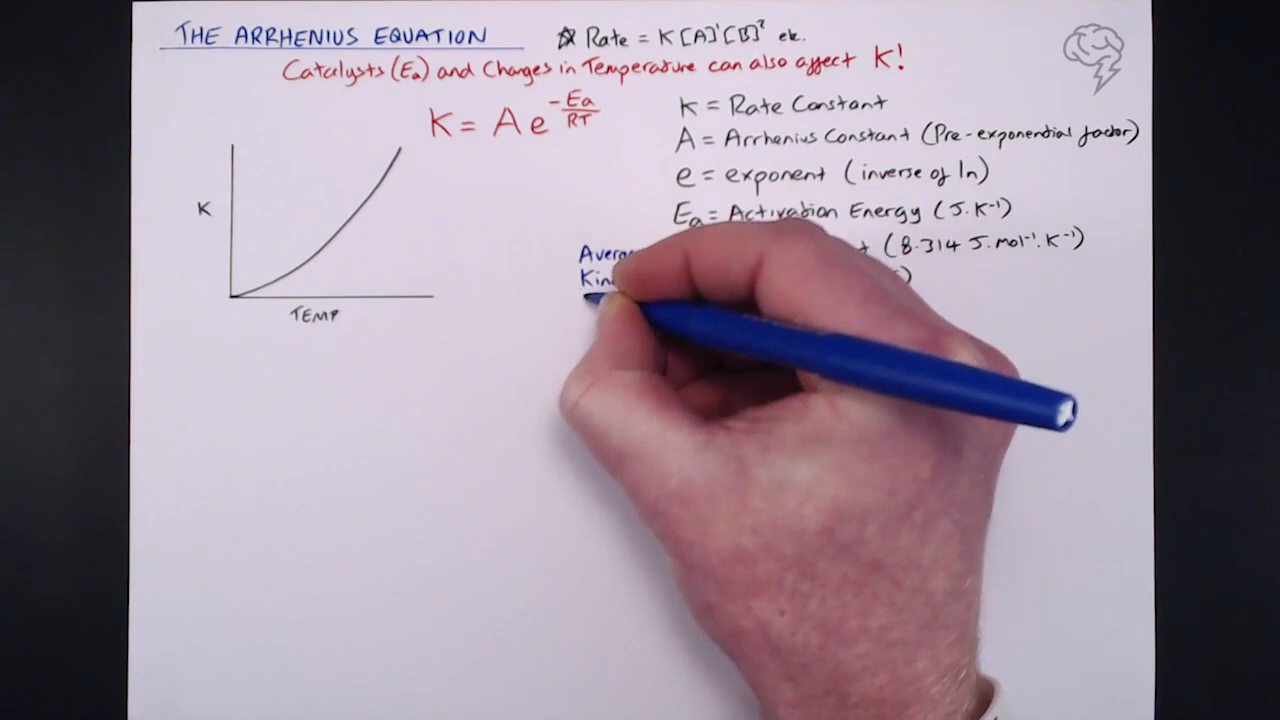 THE ARRHENIUS EQUATION
☆ Rate = K[A]¹[B]² etc.
Catalysts (Ea) and Changes in Temperature can also affect K!
K = A e^(-Ea/RT)
K
TEMP
K = Rate Constant
A = Arrhenius Constant (Pre-exponential factor)
e = exponent (inverse of ln)
Ea = Activation Energy (J.K⁻¹)
(8.314 J.mol⁻¹.K⁻¹)